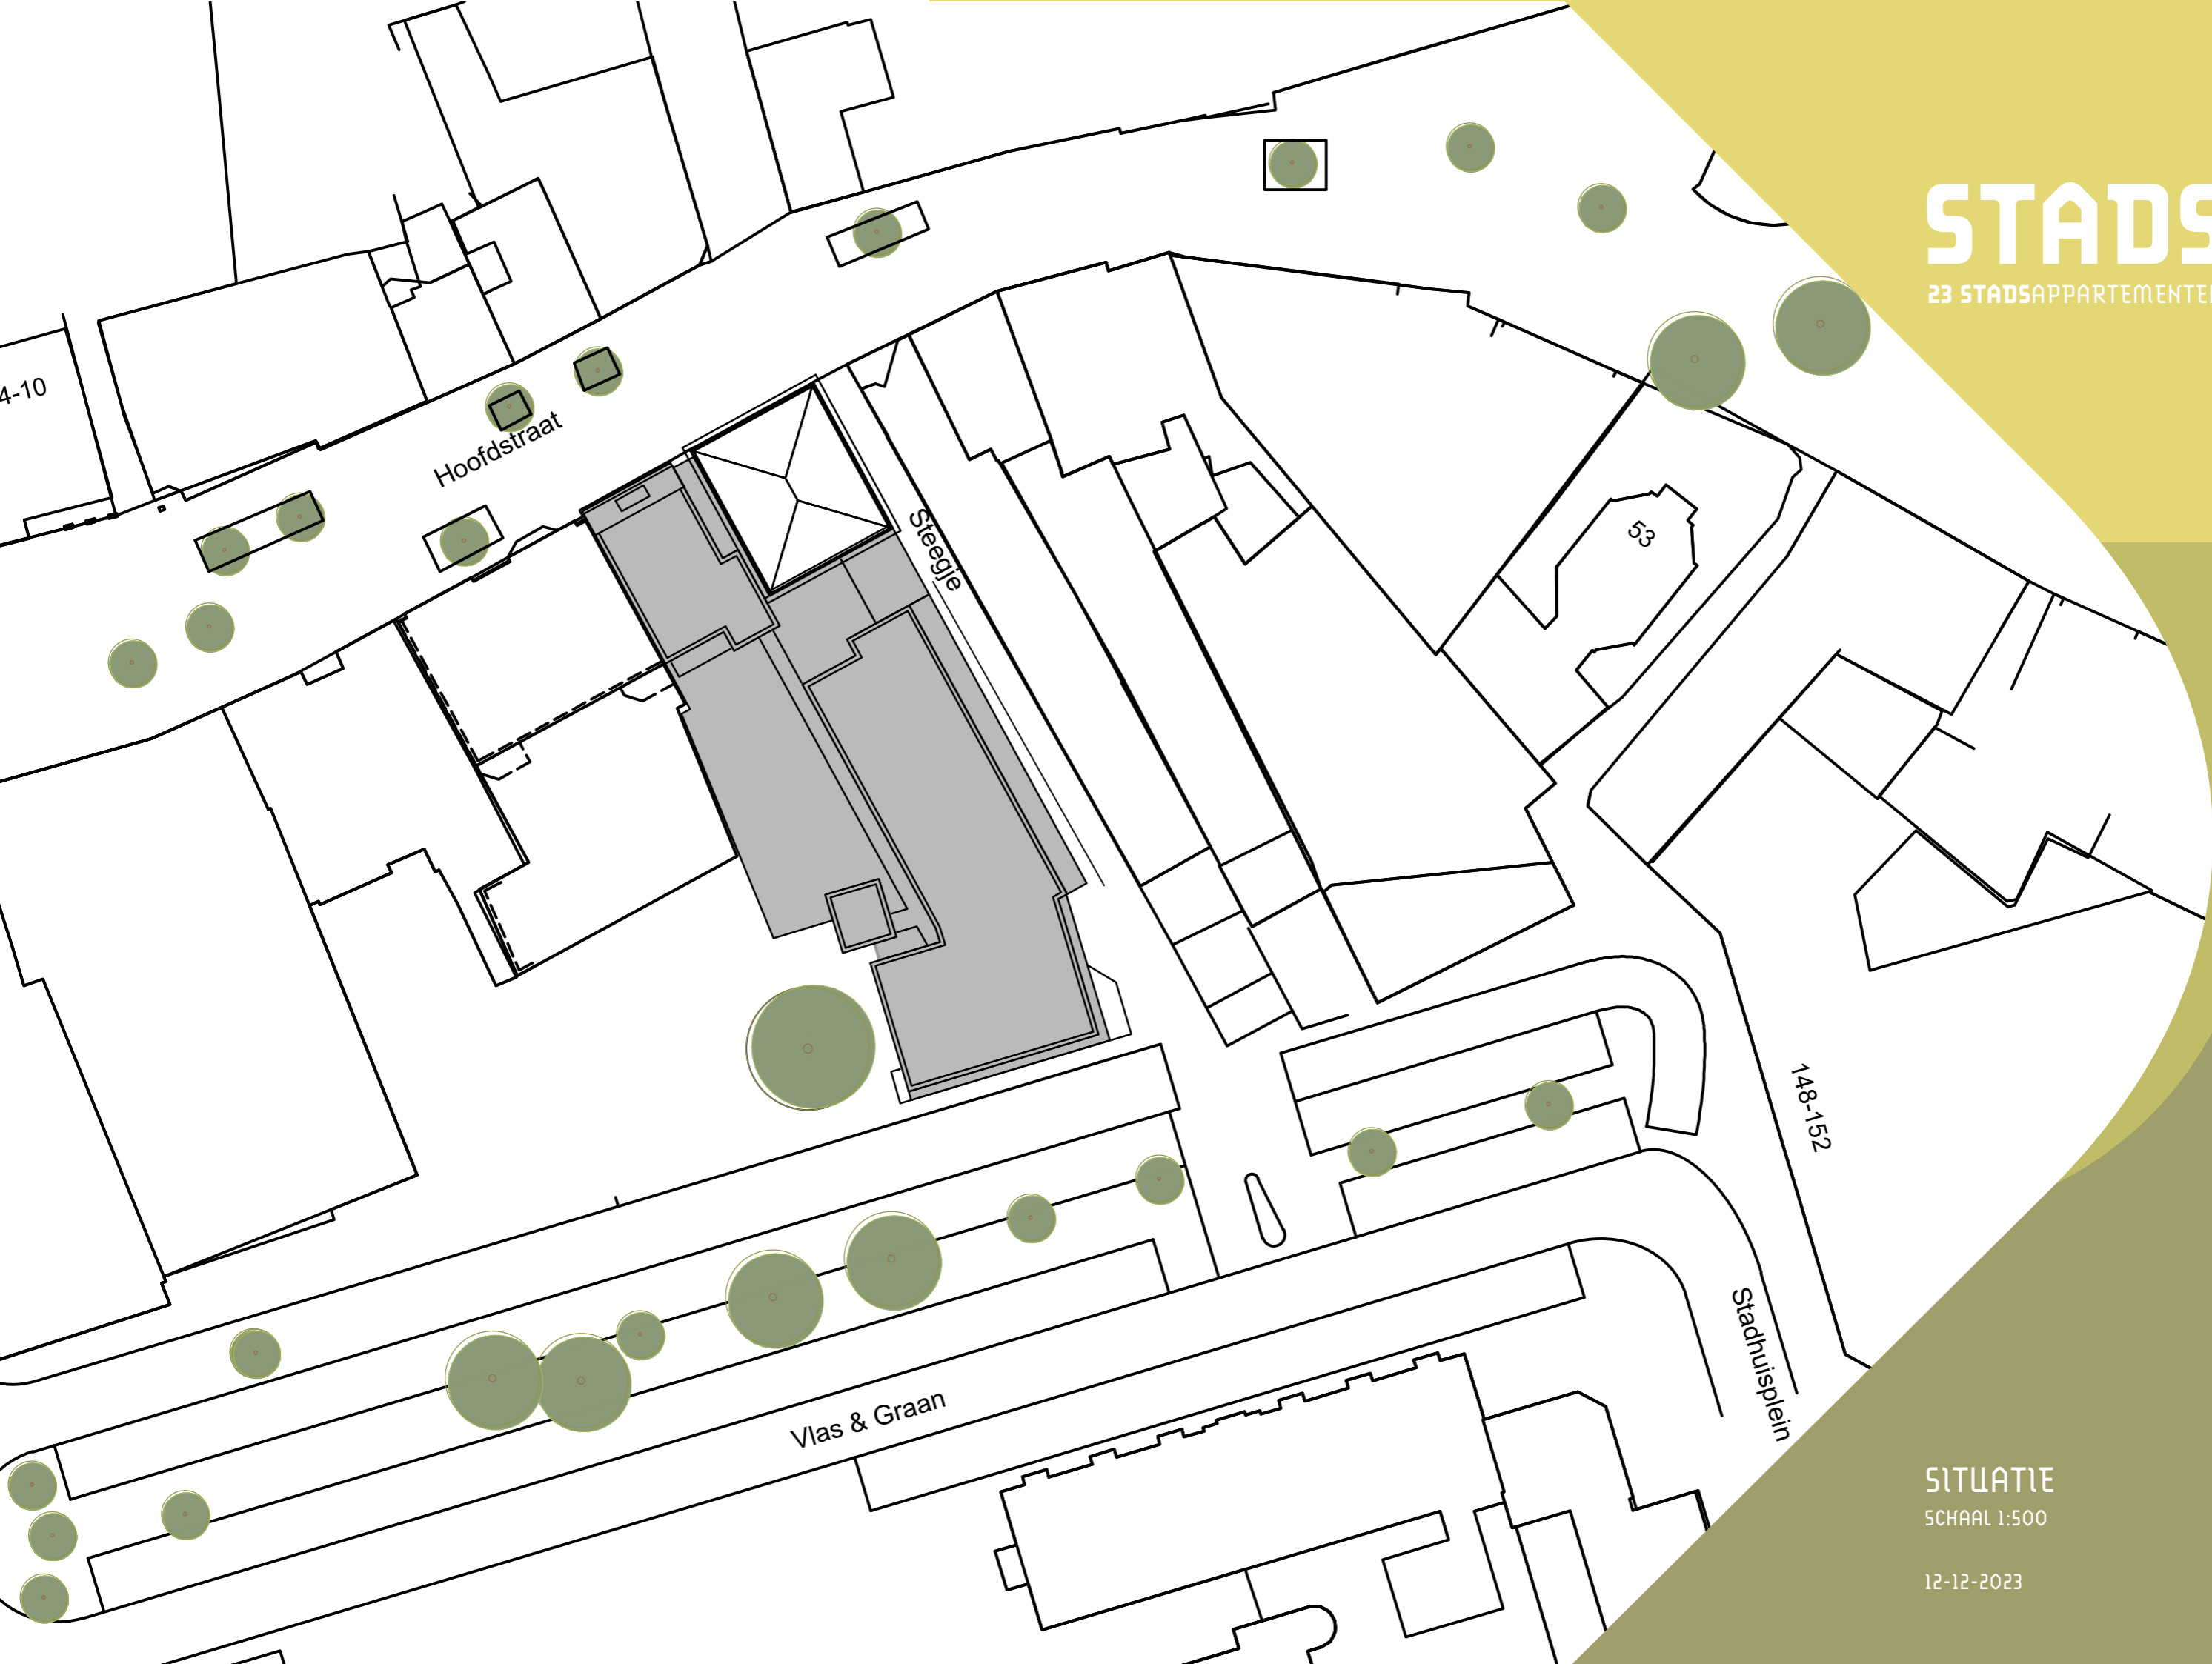 STADS
23 STADSAPPARTEMENTE
4-10
Hoofdstraat
Steegje
53
148-152
Stadhuisplein
Vlas & Graan
SITUATIE
SCHAAL 1:500
12-12-2023